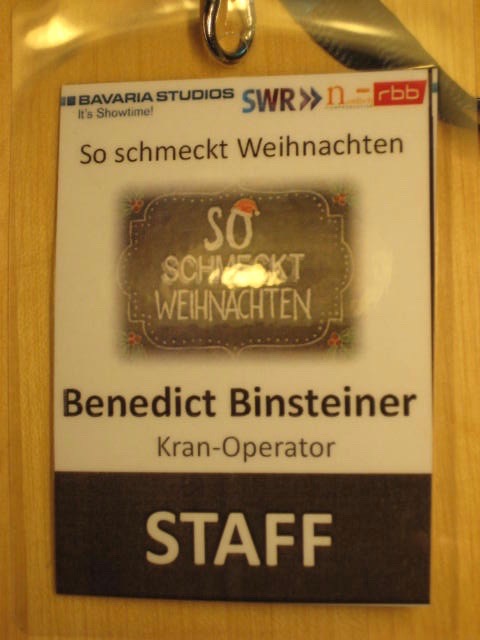 BAVARIA STUDIOS
It's Showtime!
SWR>> n rbb
So schmeckt Weihnachten
SO
SCHMECKT
WEIHNACHTEN
Benedict Binsteiner
Kran-Operator
STAFF